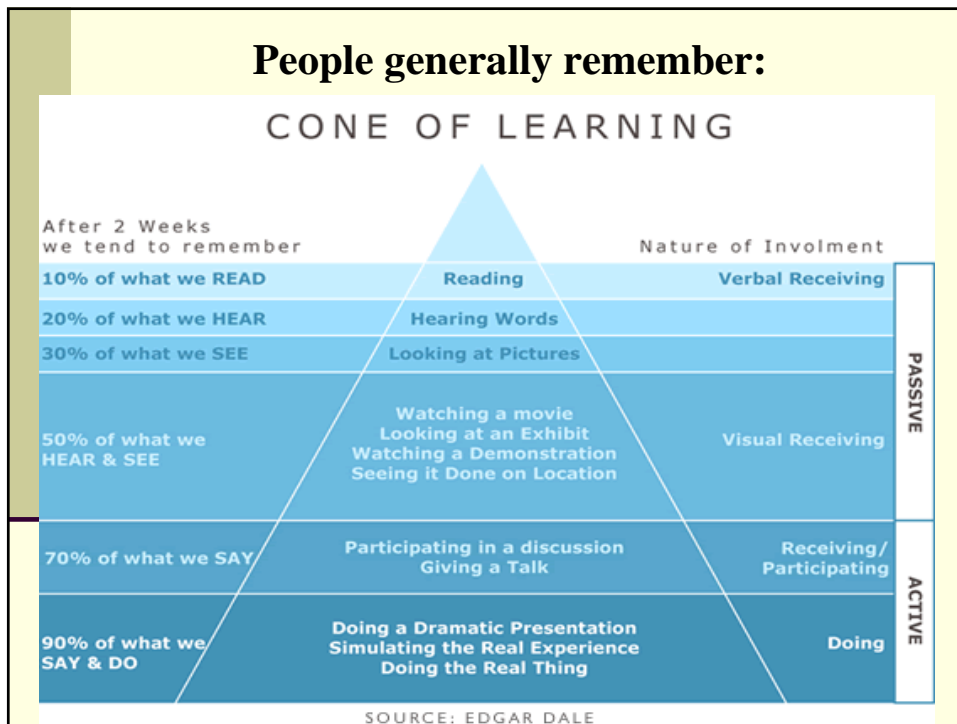 People generally remember:
CONE OF LEARNING
After 2 Weeks
we tend to remember
Nature of Involment
10% of what we READ
Reading
Verbal Receiving
20% of what we HEAR
Hearing Words
30% of what we SEE
Looking at Pictures
PASSIVE
50% of what we
HEAR & SEE
Watching a movie
Looking at an Exhibit
Watching a Demonstration
Seeing it Done on Location
Visual Receiving
70% of what we SAY
Participating in a discussion
Giving a Talk
Receiving/
Participating
ACTIVE
90% of what we
SAY & DO
Doing a Dramatic Presentation
Simulating the Real Experience
Doing the Real Thing
Doing
SOURCE: EDGAR DALE